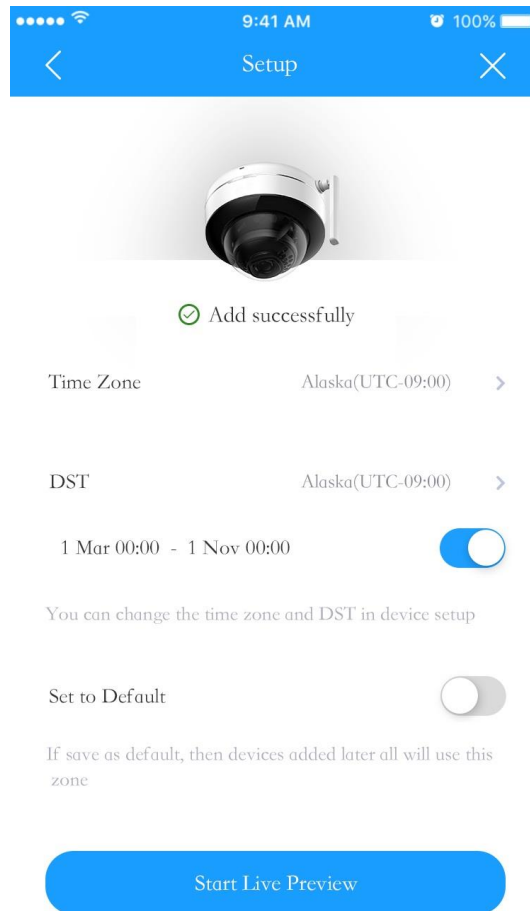 9:41 AM 100%
Setup
Add successfully
Time Zone Alaska(UTC-09:00)
DST Alaska(UTC-09:00)
1 Mar 00:00 - 1 Nov 00:00
You can change the time zone and DST in device setup
Set to Default
If save as default, then devices added later all will use this
zone
Start Live Preview